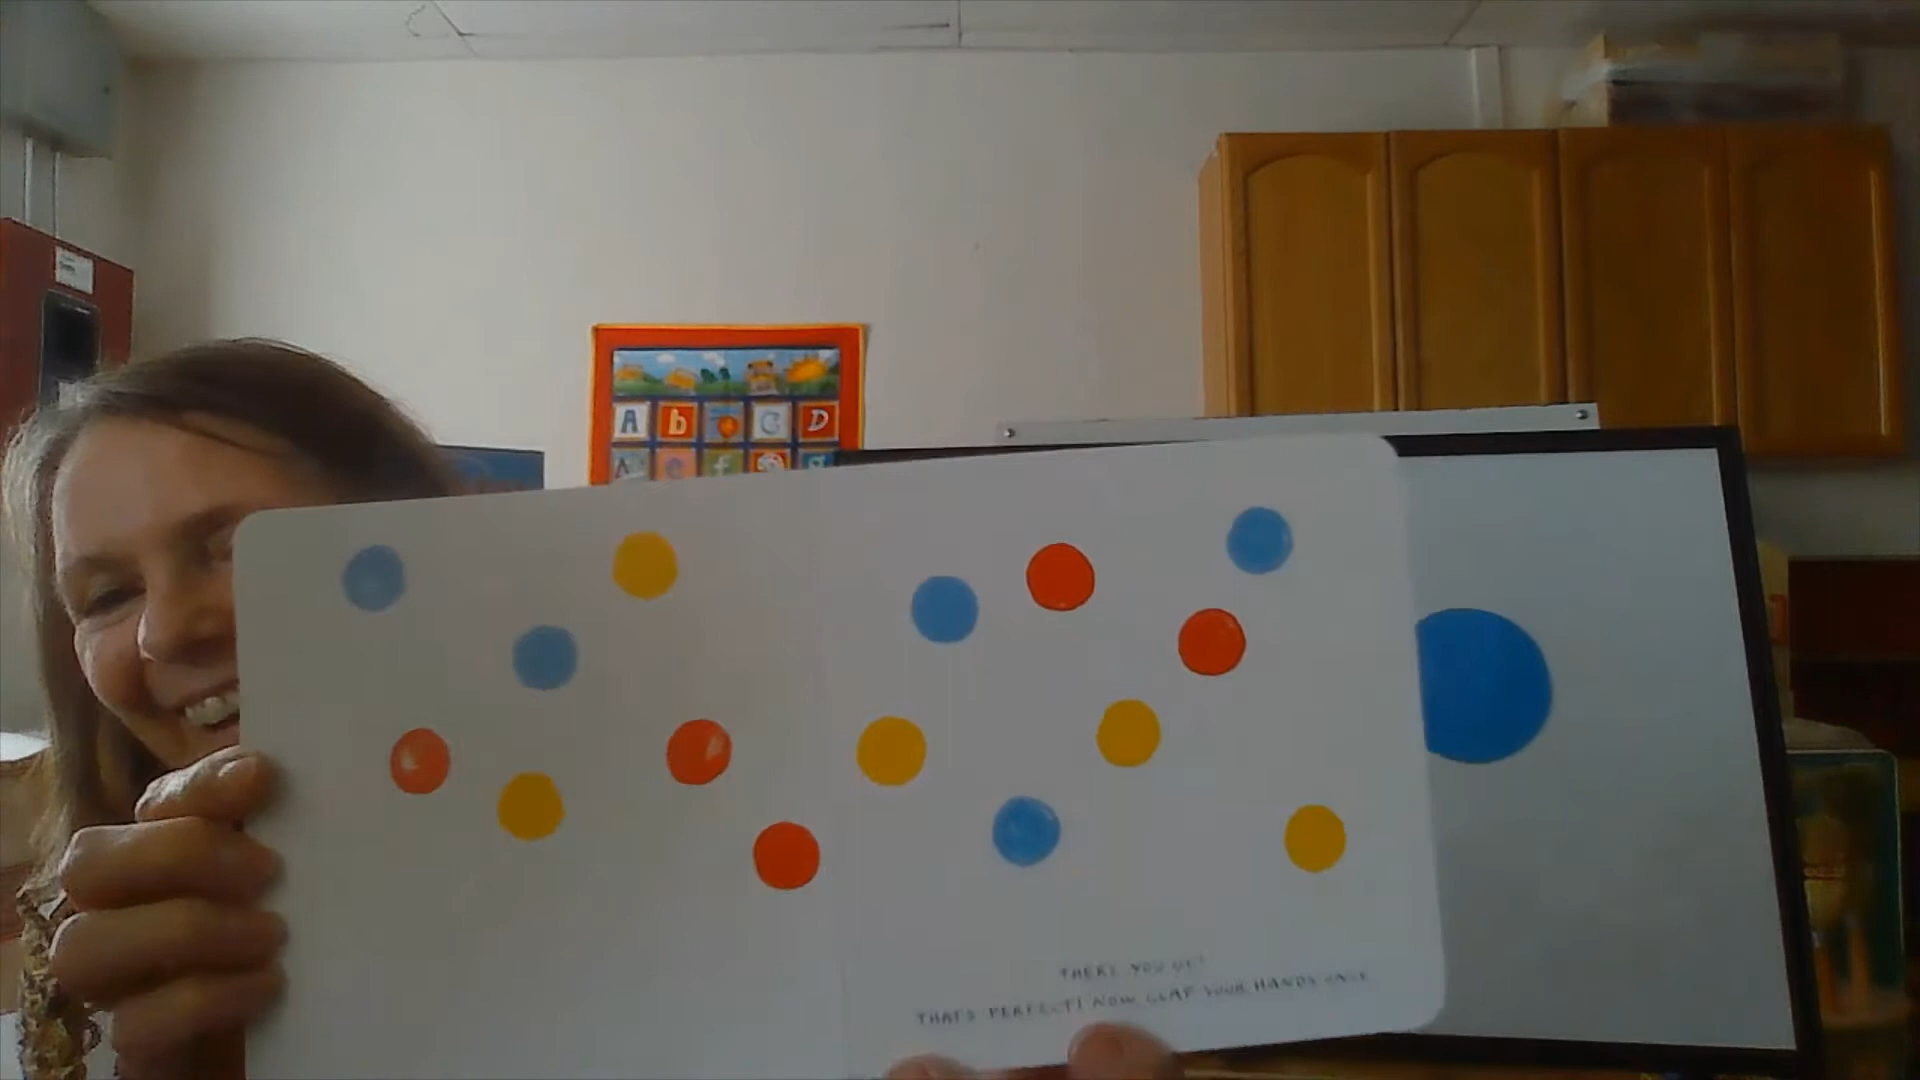 A b C D
e f g
THERE YOU GO!
THAT'S PERFECT! NOW CLAP YOUR HANDS ONCE.